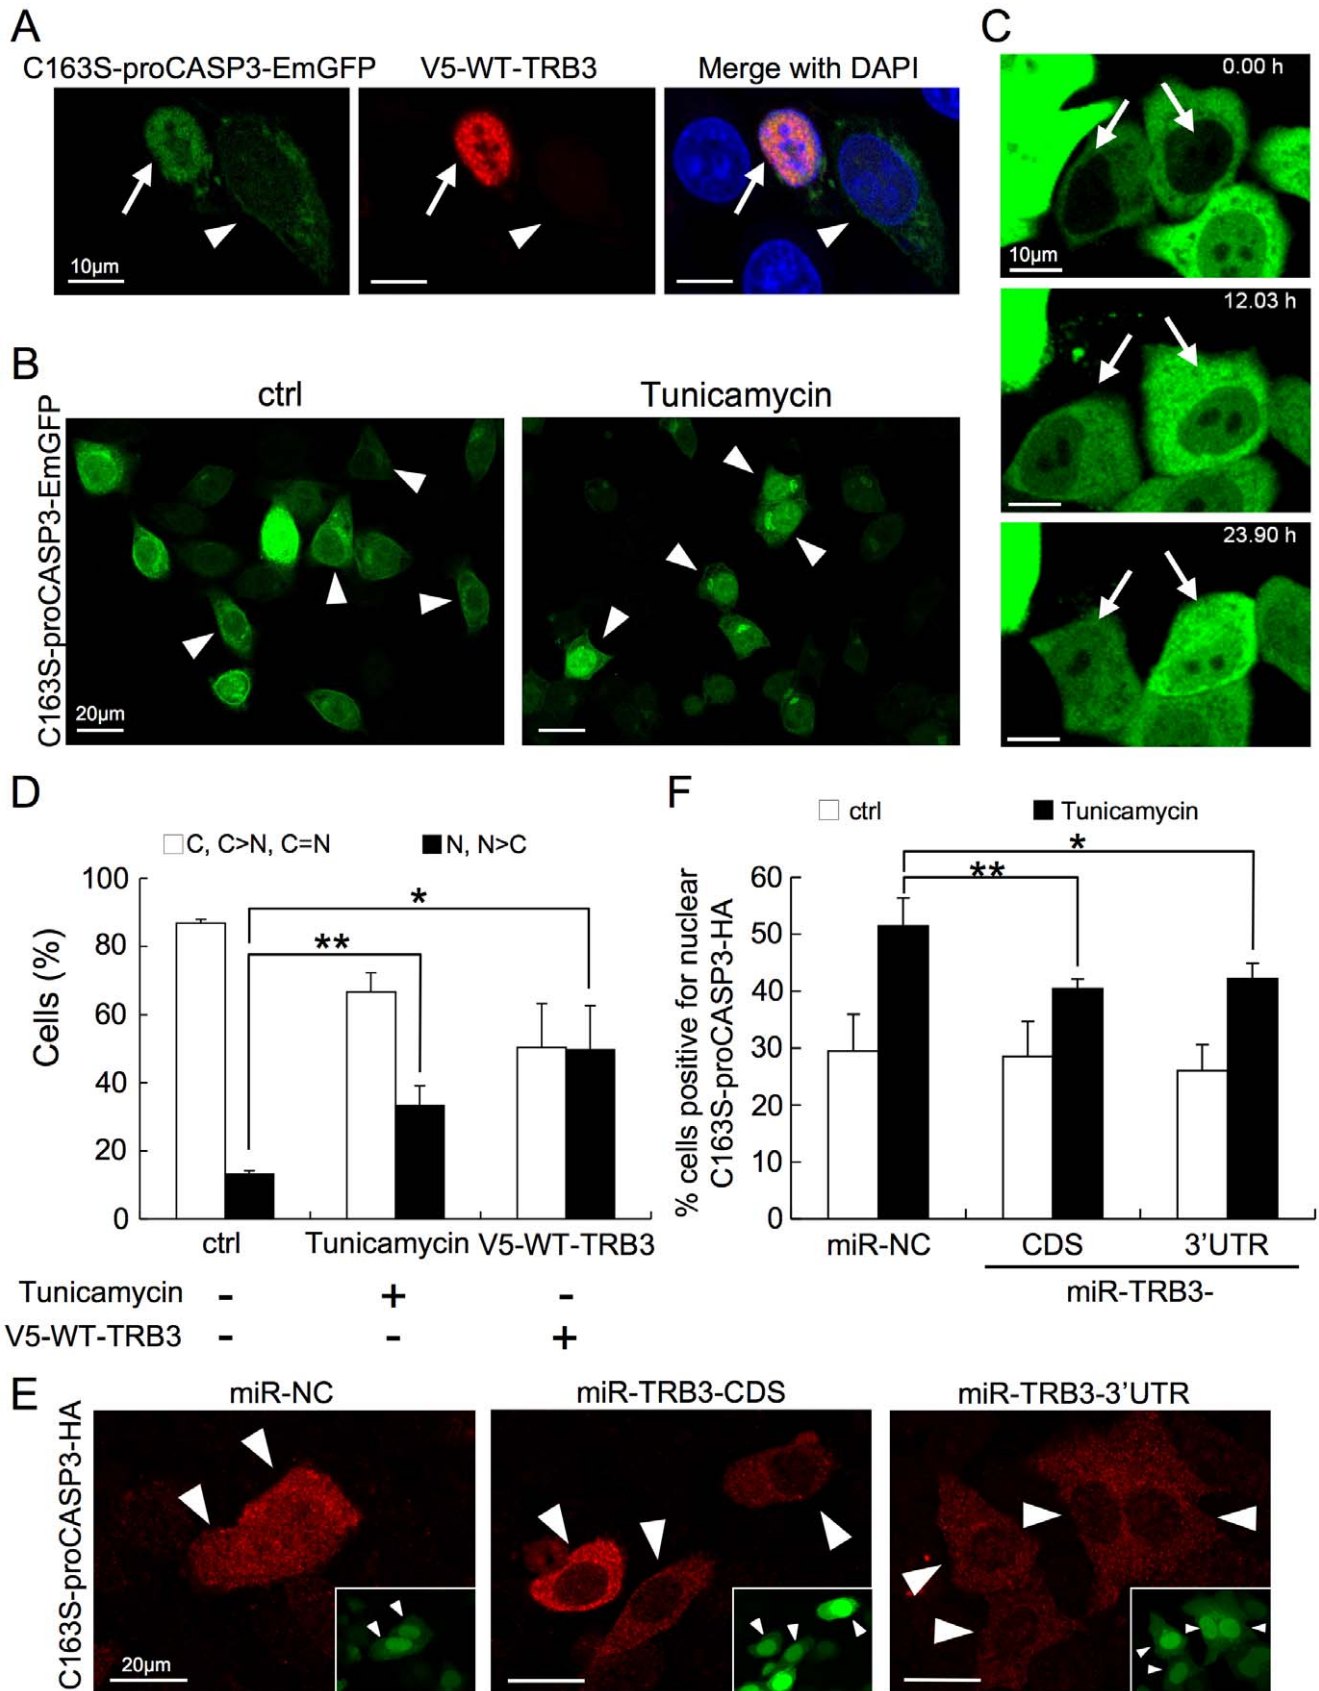 A
C163S-proCASP3-EmGFP
V5-WT-TRB3
Merge with DAPI
10µm
C
0.00 h
10µm
12.03 h
23.90 h
B
C163S-proCASP3-EmGFP
ctrl
Tunicamycin
20µm
D
C, C>N, C=N
N, N>C
Cells (%)
100
80
60
40
20
0
*
**
ctrl
Tunicamycin
V5-WT-TRB3
Tunicamycin - + -
V5-WT-TRB3 - - +
F
ctrl
Tunicamycin
% cells positive for nuclear
C163S-proCASP3-HA
60
50
40
30
20
10
0
*
**
miR-NC
CDS
3'UTR
miR-TRB3-
E
C163S-proCASP3-HA
miR-NC
miR-TRB3-CDS
miR-TRB3-3'UTR
20µm